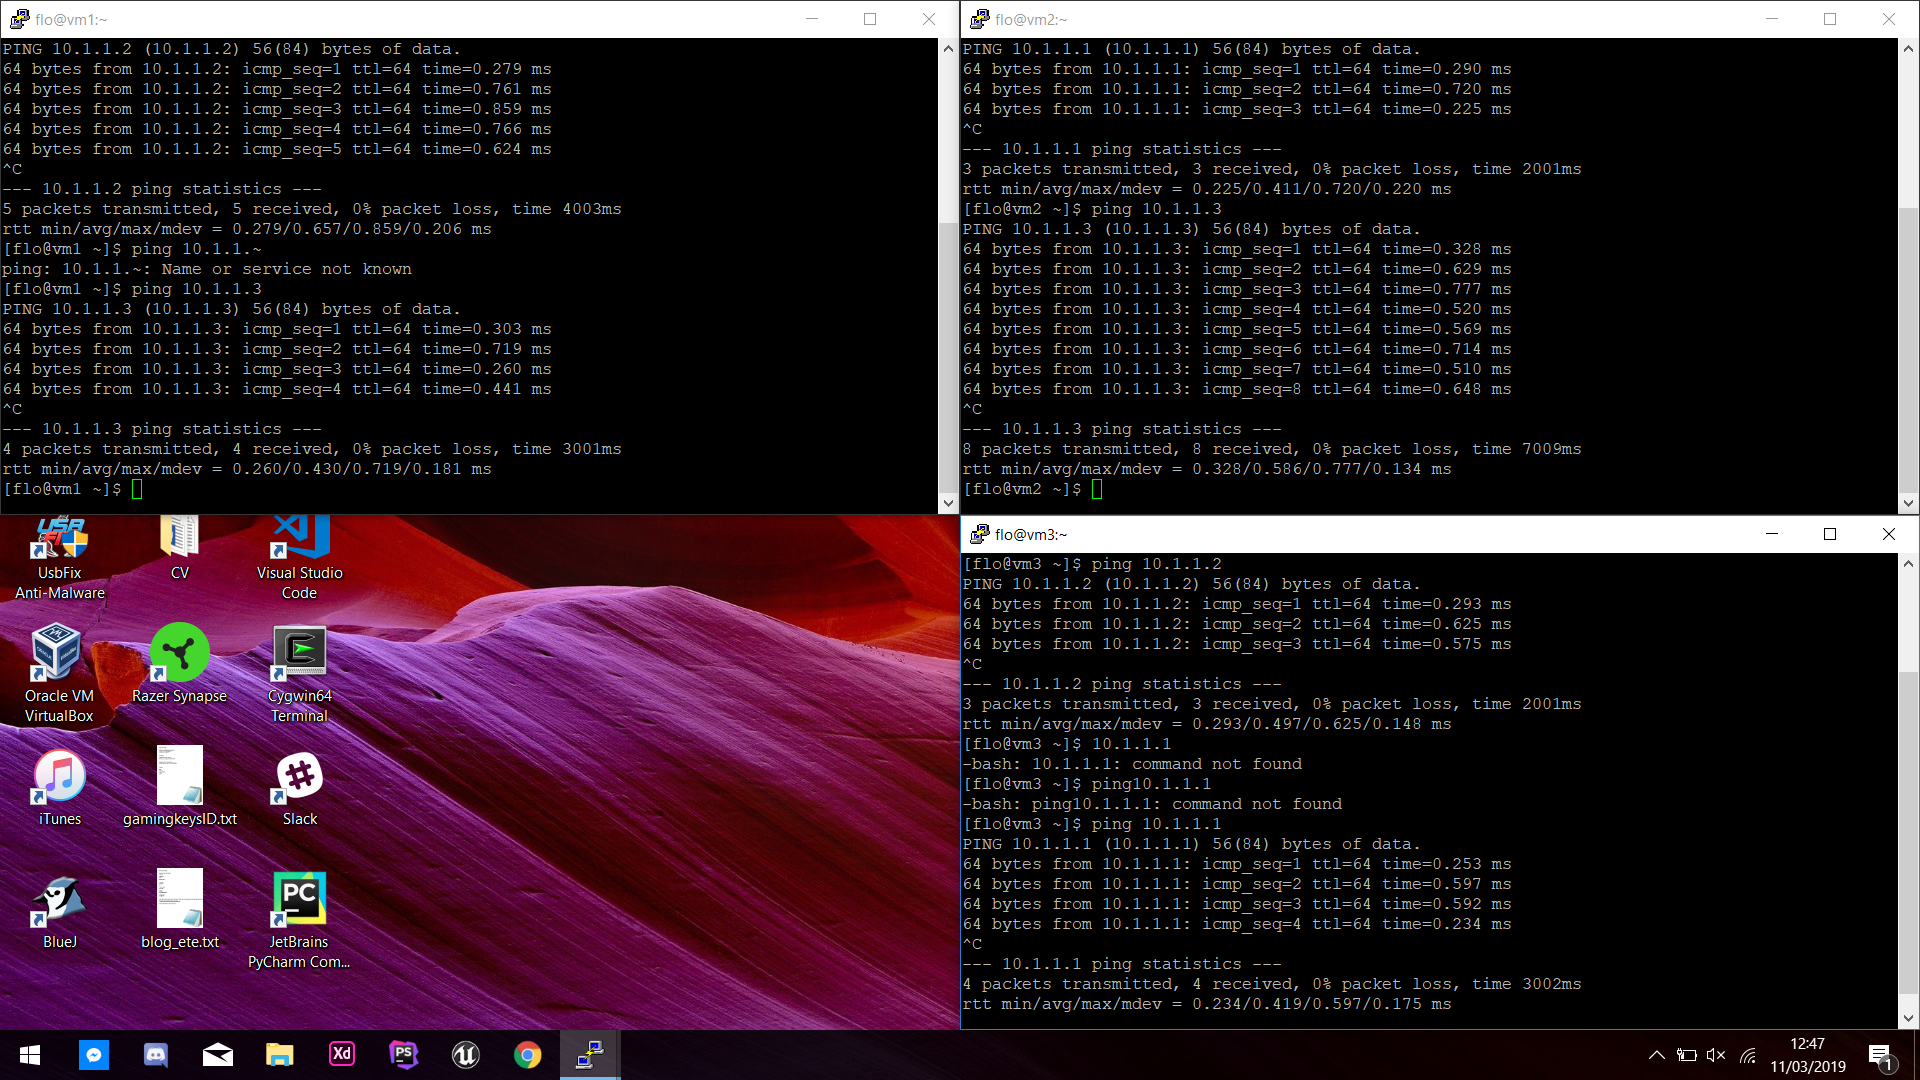 flo@vm1:~
PING 10.1.1.2 (10.1.1.2) 56(84) bytes of data.
64 bytes from 10.1.1.2: icmp_seq=1 ttl=64 time=0.279 ms
64 bytes from 10.1.1.2: icmp_seq=2 ttl=64 time=0.761 ms
64 bytes from 10.1.1.2: icmp_seq=3 ttl=64 time=0.859 ms
64 bytes from 10.1.1.2: icmp_seq=4 ttl=64 time=0.766 ms
64 bytes from 10.1.1.2: icmp_seq=5 ttl=64 time=0.624 ms
^C
--- 10.1.1.2 ping statistics ---
5 packets transmitted, 5 received, 0% packet loss, time 4003ms
rtt min/avg/max/mdev = 0.279/0.657/0.859/0.206 ms
[flo@vm1 ~]$ ping 10.1.1.~
ping: 10.1.1.~: Name or service not known
[flo@vm1 ~]$ ping 10.1.1.3
PING 10.1.1.3 (10.1.1.3) 56(84) bytes of data.
64 bytes from 10.1.1.3: icmp_seq=1 ttl=64 time=0.303 ms
64 bytes from 10.1.1.3: icmp_seq=2 ttl=64 time=0.719 ms
64 bytes from 10.1.1.3: icmp_seq=3 ttl=64 time=0.260 ms
64 bytes from 10.1.1.3: icmp_seq=4 ttl=64 time=0.441 ms
^C
--- 10.1.1.3 ping statistics ---
4 packets transmitted, 4 received, 0% packet loss, time 3001ms
rtt min/avg/max/mdev = 0.260/0.430/0.719/0.181 ms
[flo@vm1 ~]$
flo@vm2:~
PING 10.1.1.1 (10.1.1.1) 56(84) bytes of data.
64 bytes from 10.1.1.1: icmp_seq=1 ttl=64 time=0.290 ms
64 bytes from 10.1.1.1: icmp_seq=2 ttl=64 time=0.720 ms
64 bytes from 10.1.1.1: icmp_seq=3 ttl=64 time=0.225 ms
^C
--- 10.1.1.1 ping statistics ---
3 packets transmitted, 3 received, 0% packet loss, time 2001ms
rtt min/avg/max/mdev = 0.225/0.411/0.720/0.220 ms
[flo@vm2 ~]$ ping 10.1.1.3
PING 10.1.1.3 (10.1.1.3) 56(84) bytes of data.
64 bytes from 10.1.1.3: icmp_seq=1 ttl=64 time=0.328 ms
64 bytes from 10.1.1.3: icmp_seq=2 ttl=64 time=0.629 ms
64 bytes from 10.1.1.3: icmp_seq=3 ttl=64 time=0.777 ms
64 bytes from 10.1.1.3: icmp_seq=4 ttl=64 time=0.520 ms
64 bytes from 10.1.1.3: icmp_seq=5 ttl=64 time=0.569 ms
64 bytes from 10.1.1.3: icmp_seq=6 ttl=64 time=0.714 ms
64 bytes from 10.1.1.3: icmp_seq=7 ttl=64 time=0.510 ms
64 bytes from 10.1.1.3: icmp_seq=8 ttl=64 time=0.648 ms
^C
--- 10.1.1.3 ping statistics ---
8 packets transmitted, 8 received, 0% packet loss, time 7009ms
rtt min/avg/max/mdev = 0.328/0.586/0.777/0.134 ms
[flo@vm2 ~]$
flo@vm3:~
[flo@vm3 ~]$ ping 10.1.1.2
PING 10.1.1.2 (10.1.1.2) 56(84) bytes of data.
64 bytes from 10.1.1.2: icmp_seq=1 ttl=64 time=0.293 ms
64 bytes from 10.1.1.2: icmp_seq=2 ttl=64 time=0.625 ms
64 bytes from 10.1.1.2: icmp_seq=3 ttl=64 time=0.575 ms
^C
--- 10.1.1.2 ping statistics ---
3 packets transmitted, 3 received, 0% packet loss, time 2001ms
rtt min/avg/max/mdev = 0.293/0.497/0.625/0.148 ms
[flo@vm3 ~]$ 10.1.1.1
-bash: 10.1.1.1: command not found
[flo@vm3 ~]$ ping10.1.1.1
-bash: ping10.1.1.1: command not found
[flo@vm3 ~]$ ping 10.1.1.1
PING 10.1.1.1 (10.1.1.1) 56(84) bytes of data.
64 bytes from 10.1.1.1: icmp_seq=1 ttl=64 time=0.253 ms
64 bytes from 10.1.1.1: icmp_seq=2 ttl=64 time=0.597 ms
64 bytes from 10.1.1.1: icmp_seq=3 ttl=64 time=0.592 ms
64 bytes from 10.1.1.1: icmp_seq=4 ttl=64 time=0.234 ms
^C
--- 10.1.1.1 ping statistics ---
4 packets transmitted, 4 received, 0% packet loss, time 3002ms
rtt min/avg/max/mdev = 0.234/0.419/0.597/0.175 ms
UsbFix
Anti-Malware
CV
Visual Studio
Code
Oracle VM
VirtualBox
Razer Synapse
Cygwin64
Terminal
iTunes
gamingkeysID.txt
Slack
PC
BlueJ
blog_ete.txt
JetBrains
PyCharm Com...
Xd
PS
12:47
11/03/2019
1